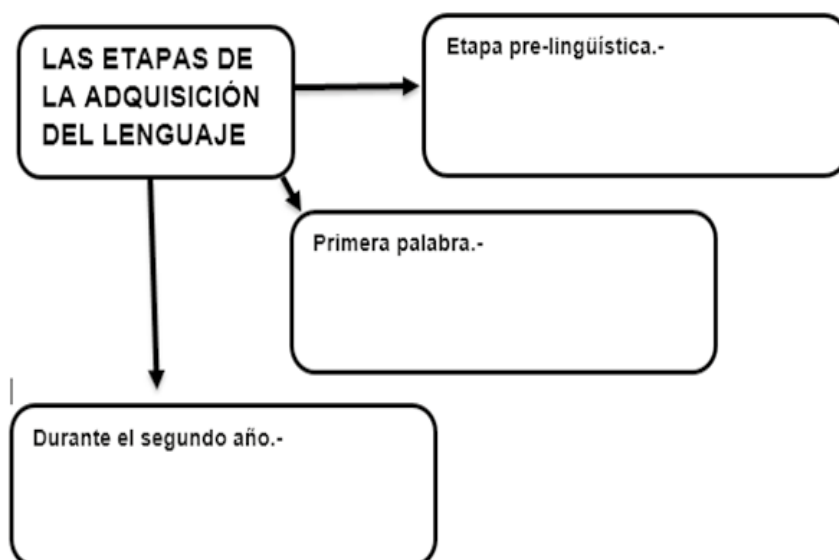 LAS ETAPAS DE
LA ADQUISICIÓN
DEL LENGUAJE
Etapa pre-lingüística.-
Primera palabra.-
Durante el segundo año.-